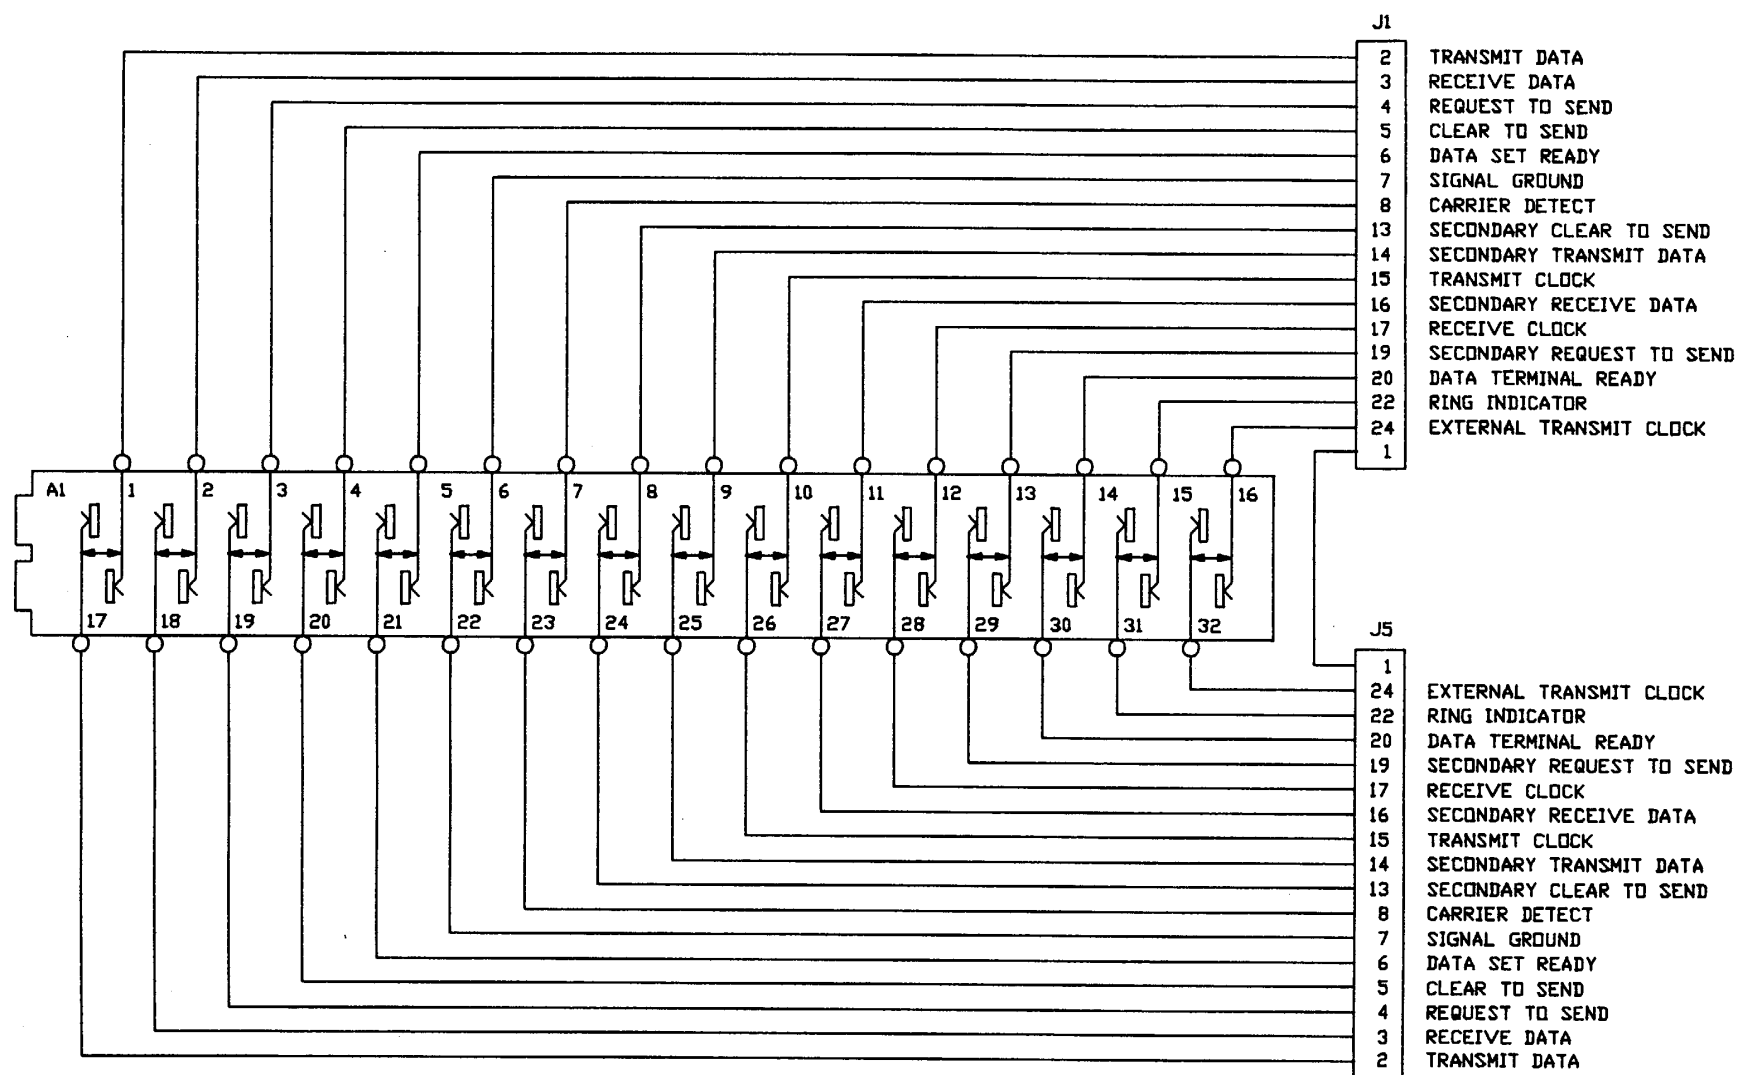 J1
2 TRANSMIT DATA
3 RECEIVE DATA
4 REQUEST TO SEND
5 CLEAR TO SEND
6 DATA SET READY
7 SIGNAL GROUND
8 CARRIER DETECT
13 SECONDARY CLEAR TO SEND
14 SECONDARY TRANSMIT DATA
15 TRANSMIT CLOCK
16 SECONDARY RECEIVE DATA
17 RECEIVE CLOCK
19 SECONDARY REQUEST TO SEND
20 DATA TERMINAL READY
22 RING INDICATOR
24 EXTERNAL TRANSMIT CLOCK
1
A1 1 2 3 4 5 6 7 8 9 10 11 12 13 14 15 16
17 18 19 20 21 22 23 24 25 26 27 28 29 30 31 32
J5
1
24 EXTERNAL TRANSMIT CLOCK
22 RING INDICATOR
20 DATA TERMINAL READY
19 SECONDARY REQUEST TO SEND
17 RECEIVE CLOCK
16 SECONDARY RECEIVE DATA
15 TRANSMIT CLOCK
14 SECONDARY TRANSMIT DATA
13 SECONDARY CLEAR TO SEND
8 CARRIER DETECT
7 SIGNAL GROUND
6 DATA SET READY
5 CLEAR TO SEND
4 REQUEST TO SEND
3 RECEIVE DATA
2 TRANSMIT DATA